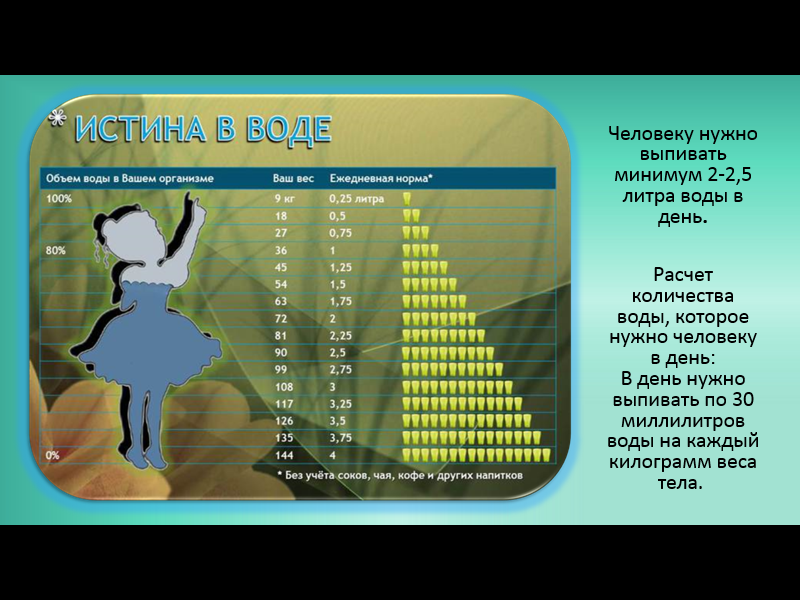 * ИСТИНА В ВОДЕ
Объем воды в Вашем организме Ваш вес Ежедневная норма*
100% 9 кг 0,25 литра
18 0,5
27 0,75
80% 36 1
45 1,25
54 1,5
63 1,75
72 2
81 2,25
90 2,5
99 2,75
108 3
117 3,25
126 3,5
135 3,75
0% 144 4
* Без учёта соков, чая, кофе и других напитков
Человеку нужно
выпивать
минимум 2-2,5
литра воды в
день.
Расчет
количества
воды, которое
нужно человеку
в день:
В день нужно
выпивать по 30
миллилитров
воды на каждый
килограмм веса
тела.